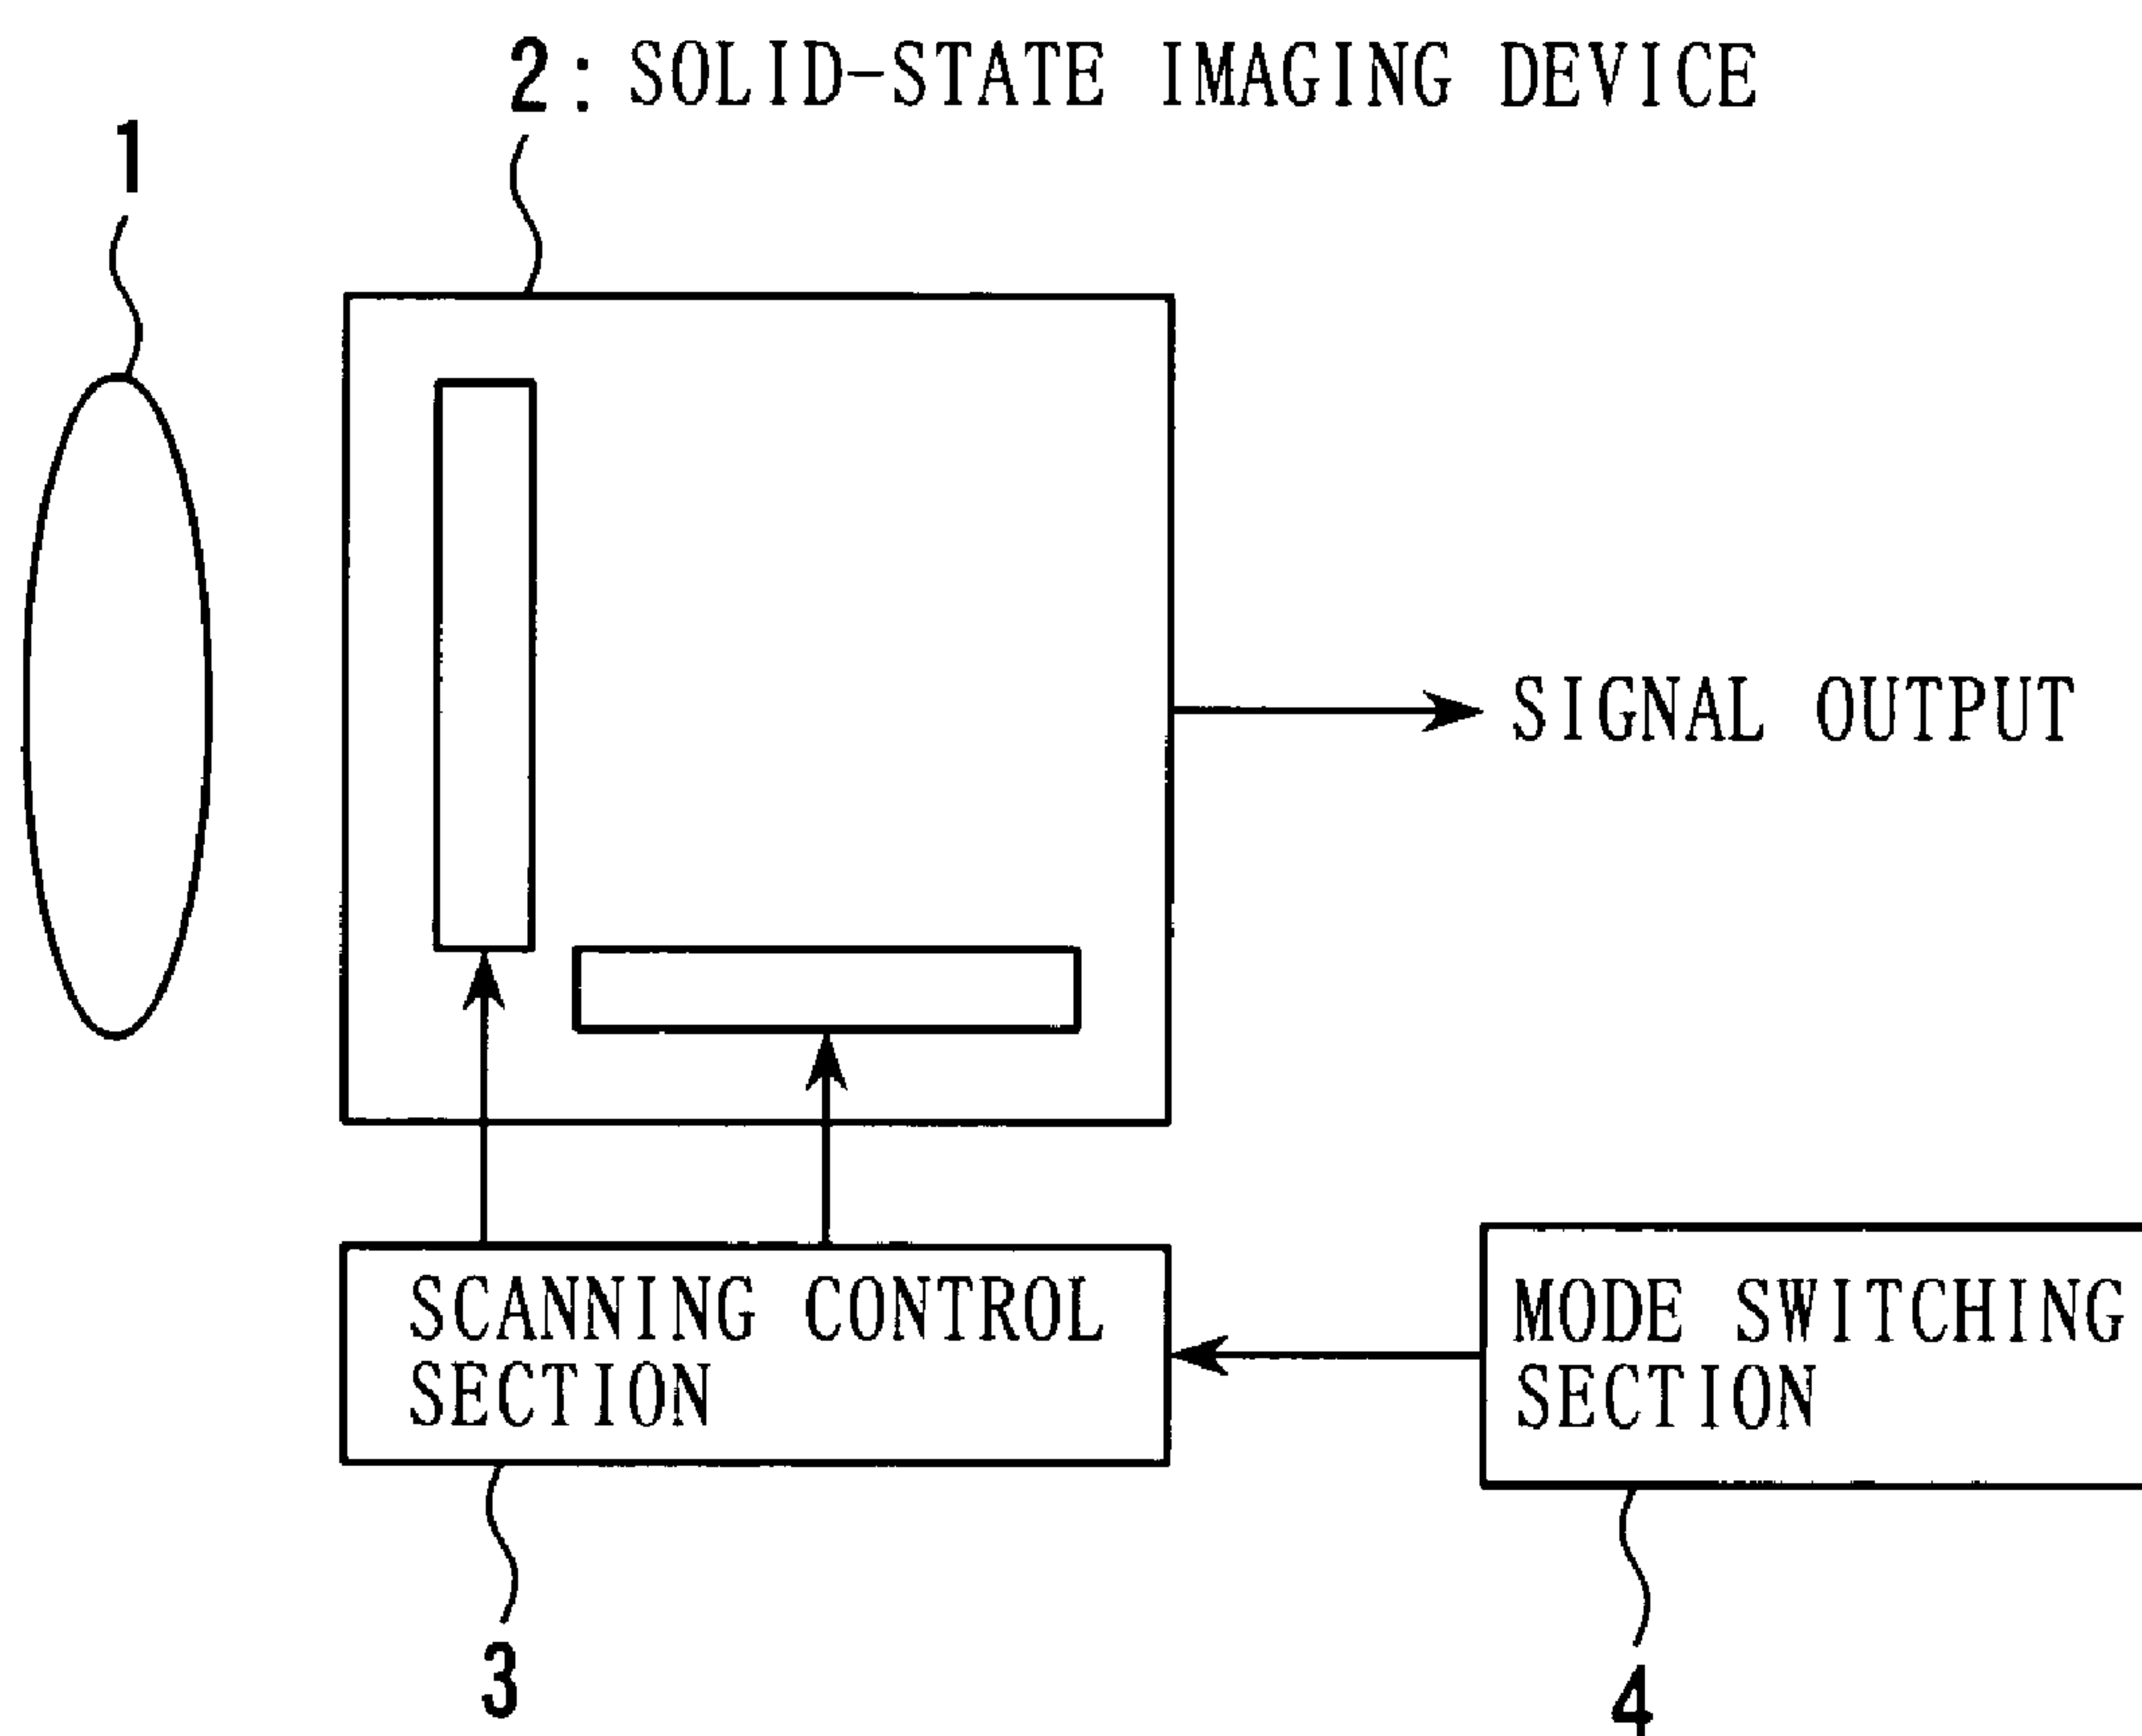 2: SOLID-STATE IMAGING DEVICE
1
SIGNAL OUTPUT
SCANNING CONTROL
SECTION
MODE SWITCHING
SECTION
3
4